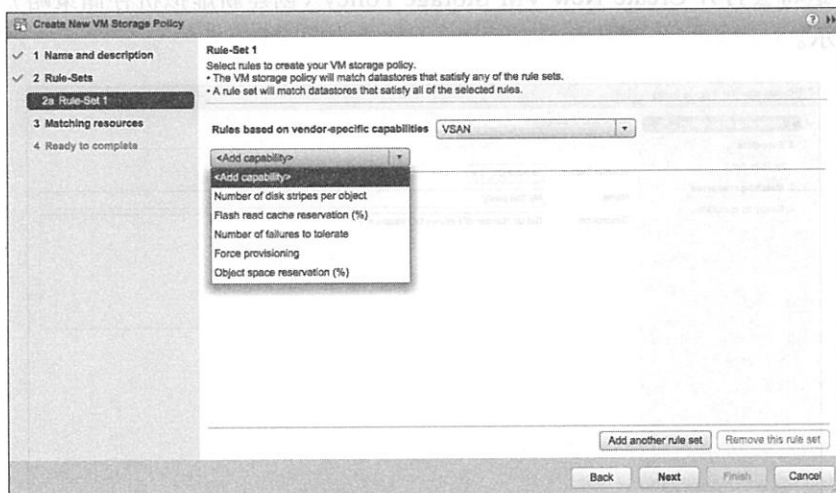 Create New VM Storage Policy
1 Name and description
2 Rule-Sets
2a Rule-Set 1
3 Matching resources
4 Ready to complete
Rule-Set 1
Select rules to create your VM storage policy.
• The VM storage policy will match datastores that satisfy any of the rule sets.
• A rule set will match datastores that satisfy all of the selected rules.
Rules based on vendor-specific capabilities VSAN
<Add capability>
<Add capability>
Number of disk stripes per object
Flash read cache reservation (%)
Number of failures to tolerate
Force provisioning
Object space reservation (%)
Add another rule set Remove this rule set
Back Next Finish Cancel